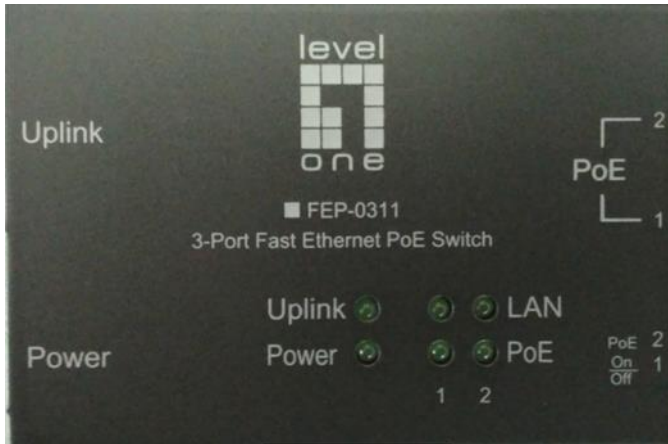 level
one
Uplink
2
PoE
1
FEP-0311
3-Port Fast Ethernet PoE Switch
Uplink LAN
Power Power PoE
PoE 2
On 1
Off
1 2